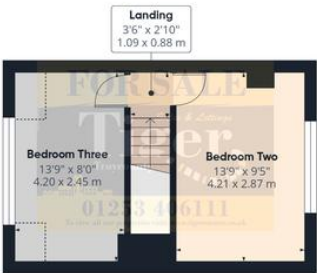 Landing
3'6" x 2'10"
1.09 x 0.88 m
FOR SALE
Tiger
Bedroom Three
13'9" x 8'0"
4.20 x 2.45 m
Bedroom Two
13'9" x 9'5"
4.21 x 2.87 m
01253 406111